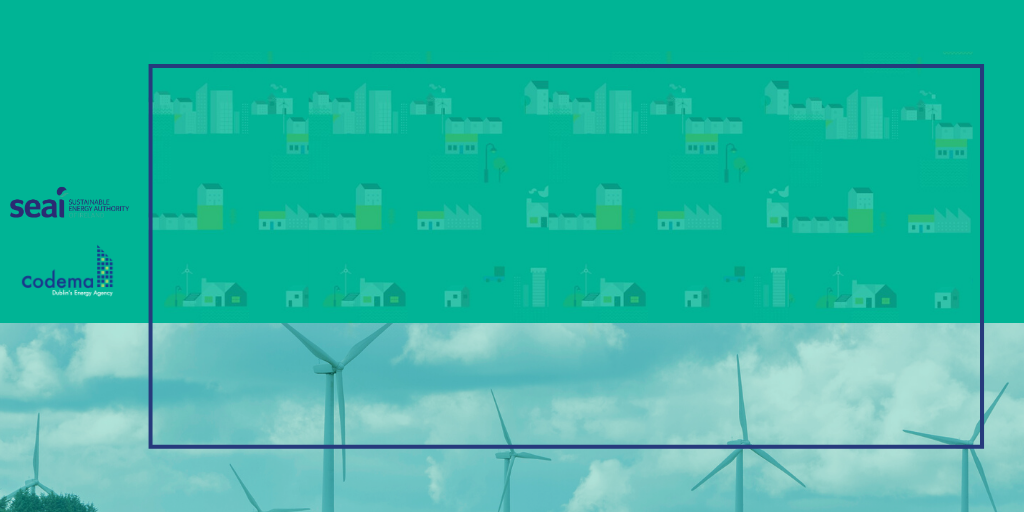 seai SUSTAINABLE
ENERGY AUTHORITY
codema
Dublin's Energy Agency